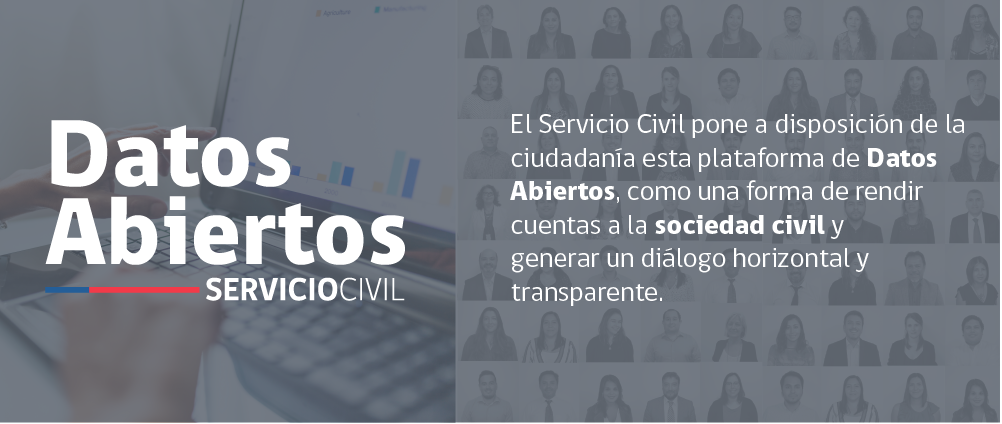 Datos
Abiertos
SERVICIOCIVIL
El Servicio Civil pone a disposición de la
ciudadanía esta plataforma de Datos
Abiertos, como una forma de rendir
cuentas a la sociedad civil y
generar un diálogo horizontal y
transparente.